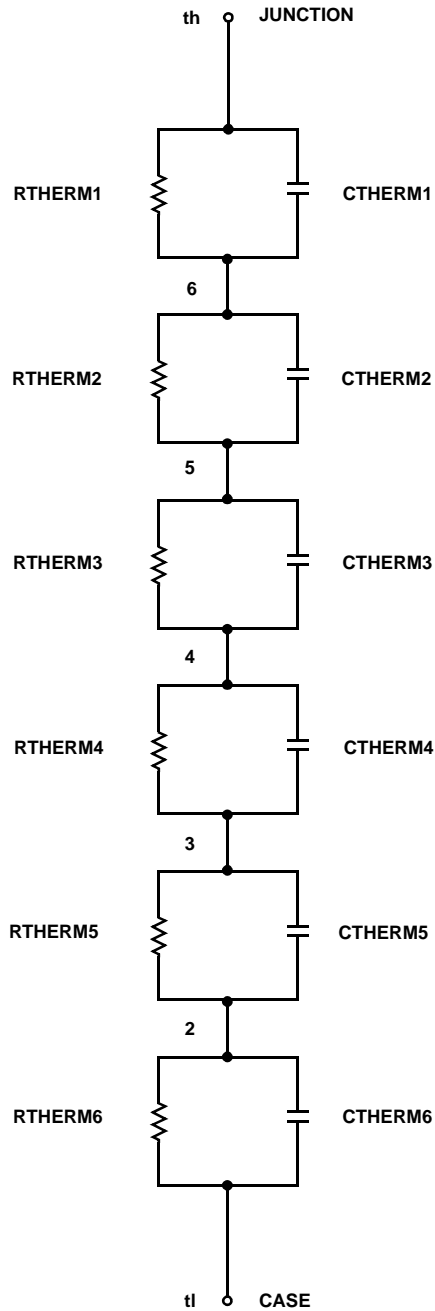 th JUNCTION
RTHERM1 CTHERM1
6
RTHERM2 CTHERM2
5
RTHERM3 CTHERM3
4
RTHERM4 CTHERM4
3
RTHERM5 CTHERM5
2
RTHERM6 CTHERM6
tl CASE